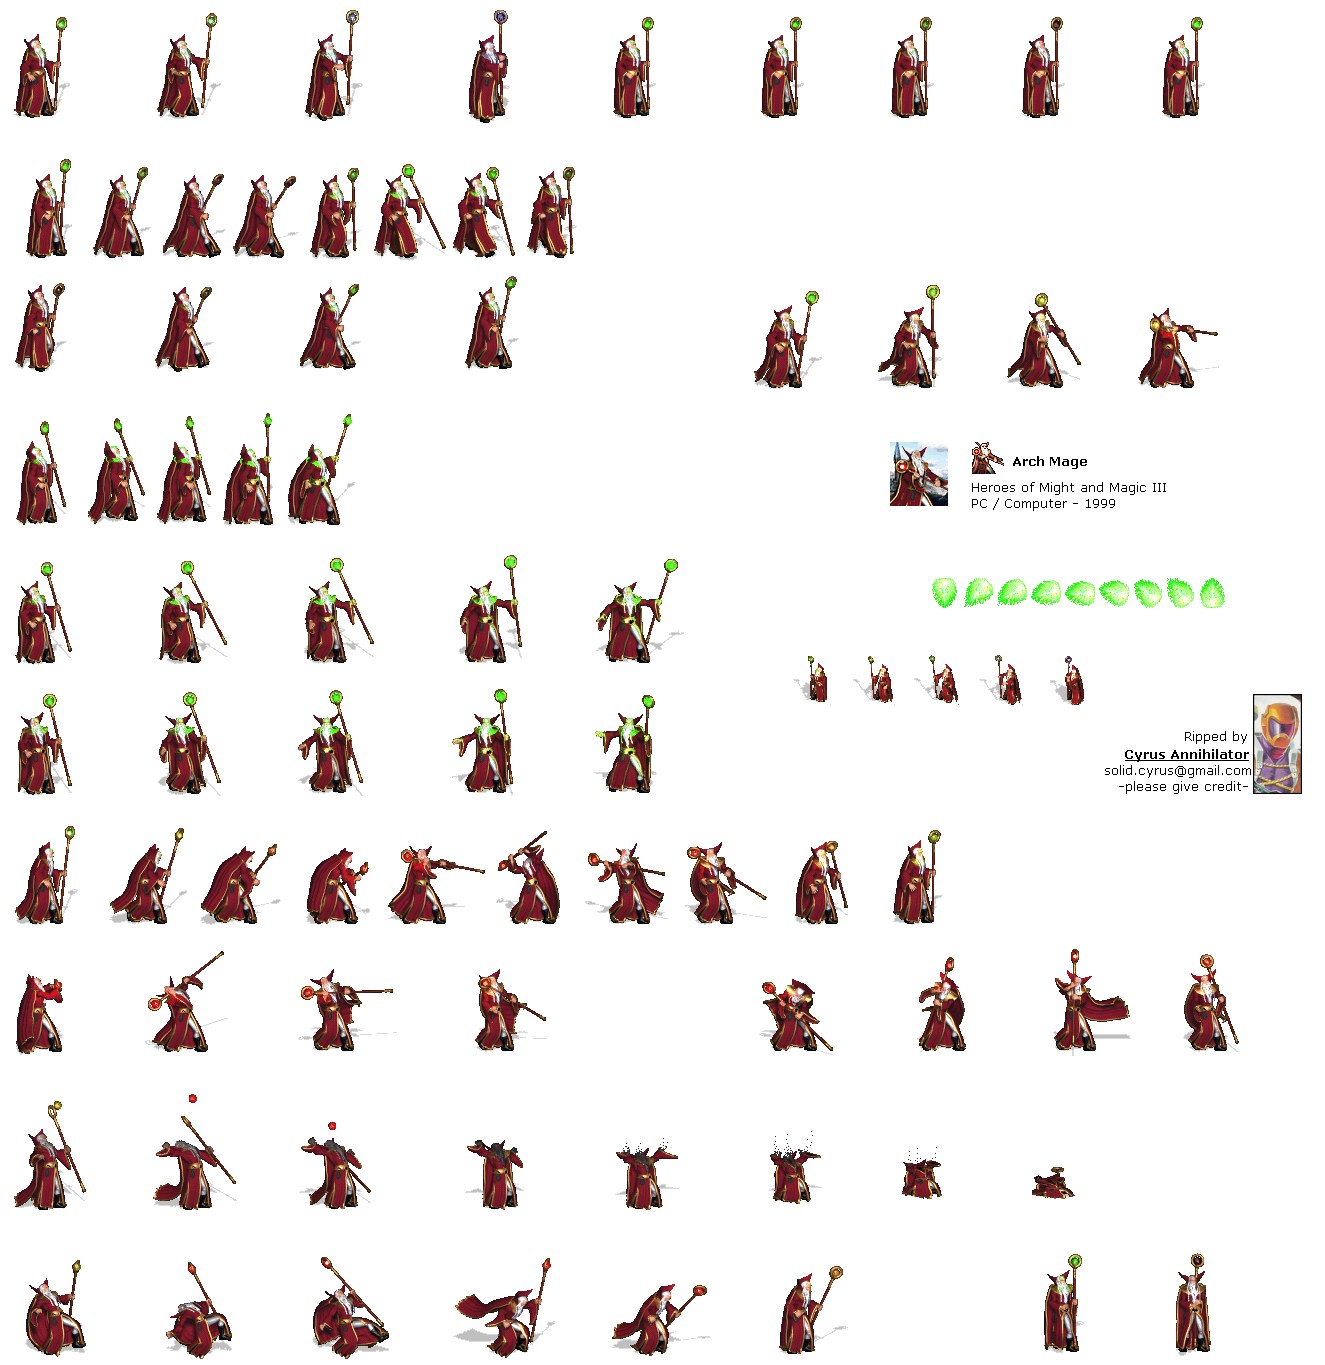 Arch Mage
Heroes of Might and Magic III
PC / Computer - 1999
Ripped by
Cyrus Annihilator
solid.cyrus@gmail.com
-please give credit-